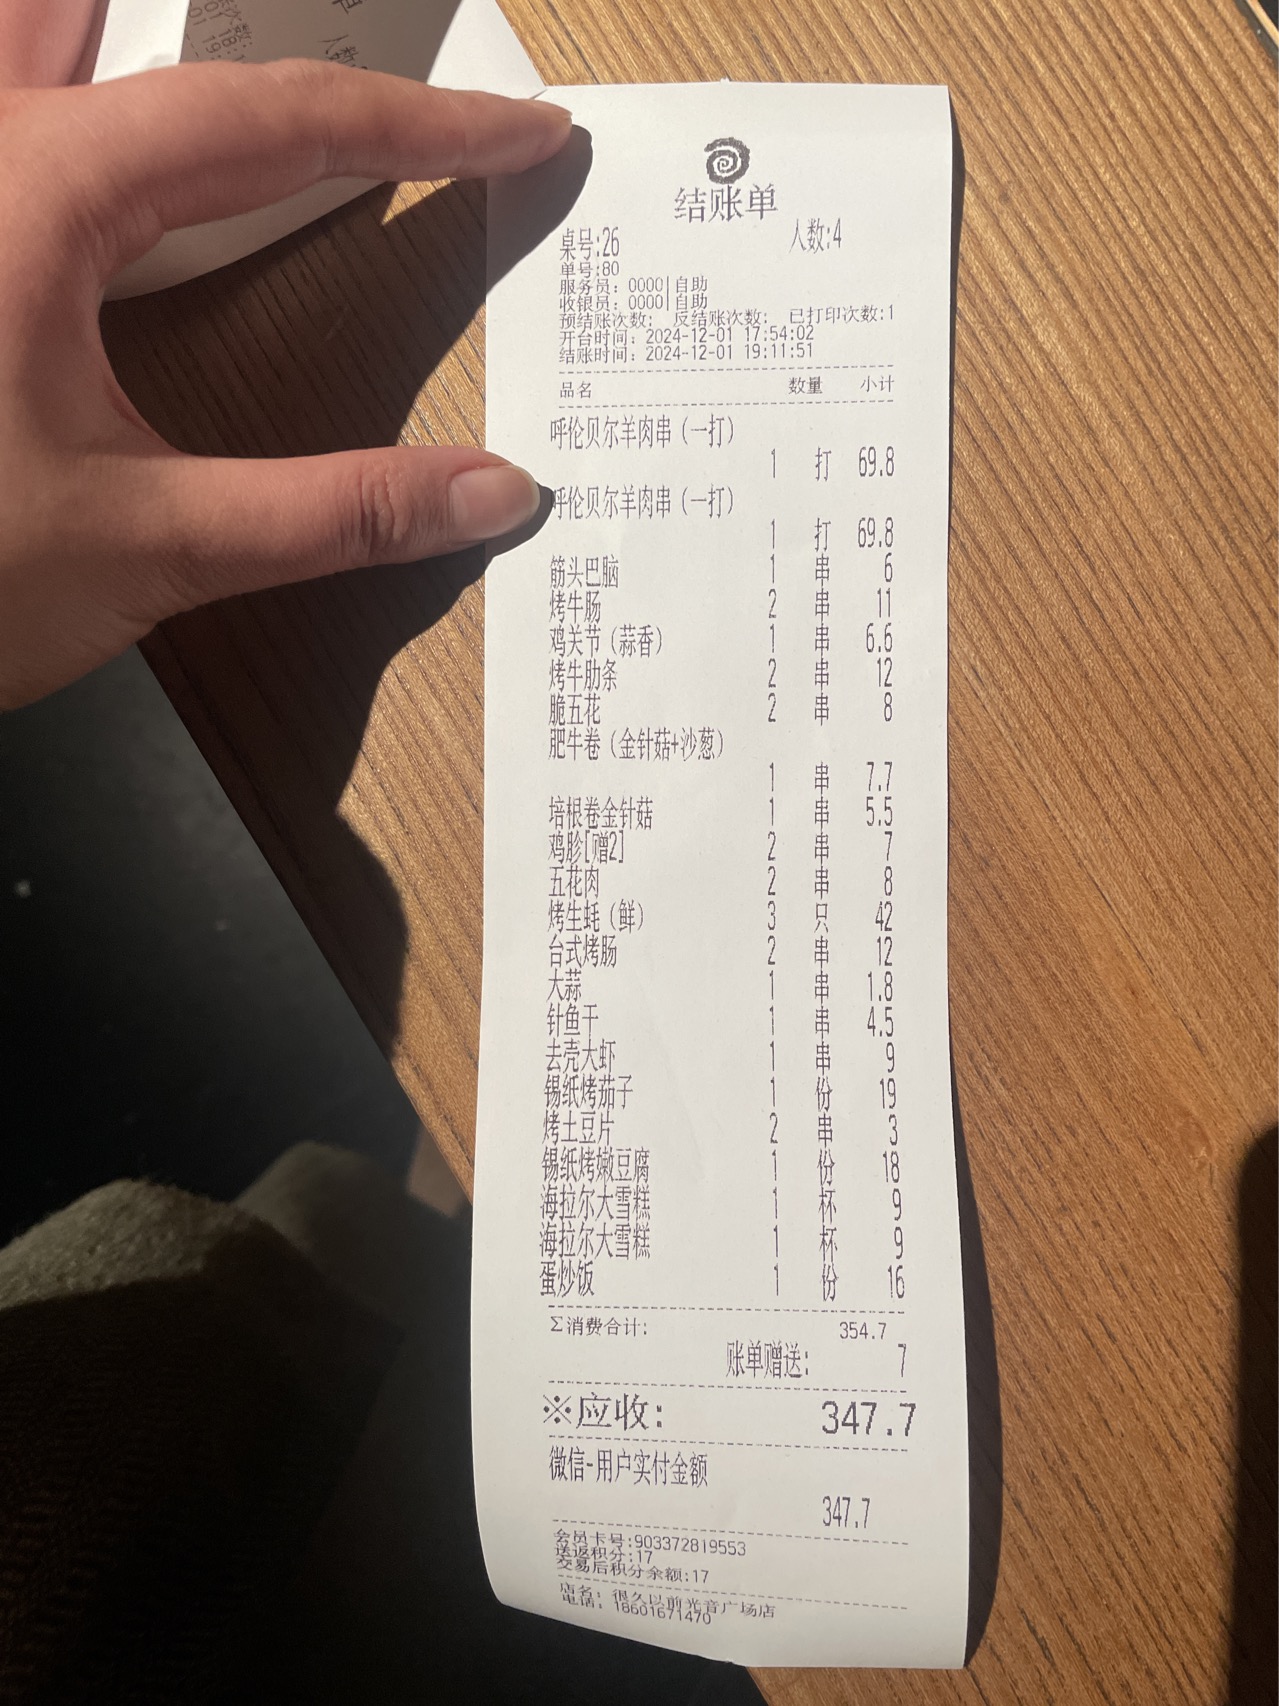 单
人数:
次数:
结账单
桌号:26 人数:4
单号:80
服务员: 0000|自助
收银员: 0000|自助
预结账次数: 反结账次数: 已打印次数:1
开台时间: 2024-12-01 17:54:02
结账时间: 2024-12-01 19:11:51
品名 数量 小计
呼伦贝尔羊肉串(一打)
1 打 69.8
呼伦贝尔羊肉串(一打)
1 打 69.8
筋头巴脑 1 串 6
烤牛肠 2 串 11
鸡关节(蒜香) 1 串 6.6
烤牛肋条 2 串 12
脆五花 2 串 8
肥牛卷(金针菇+沙葱)
1 串 7.7
培根卷金针菇 1 串 5.5
鸡胗[赠2] 2 串 7
五花肉 2 串 8
烤生蚝(鲜) 3 只 42
台式烤肠 2 串 12
大蒜 1 串 1.8
针鱼干 1 串 4.5
去壳大虾 1 串 9
锡纸烤茄子 1 份 19
烤土豆片 2 串 3
锡纸烤嫩豆腐 1 份 18
海拉尔大雪糕 1 杯 9
海拉尔大雪糕 1 杯 9
蛋炒饭 1 份 16
Σ消费合计: 354.7
账单赠送: 7
※应收: 347.7
微信-用户实付金额
347.7
会员卡号:903372819553
送返积分:17
交易后积分余额:17
店名: 很久以前光音广场店
电话: 18601671470